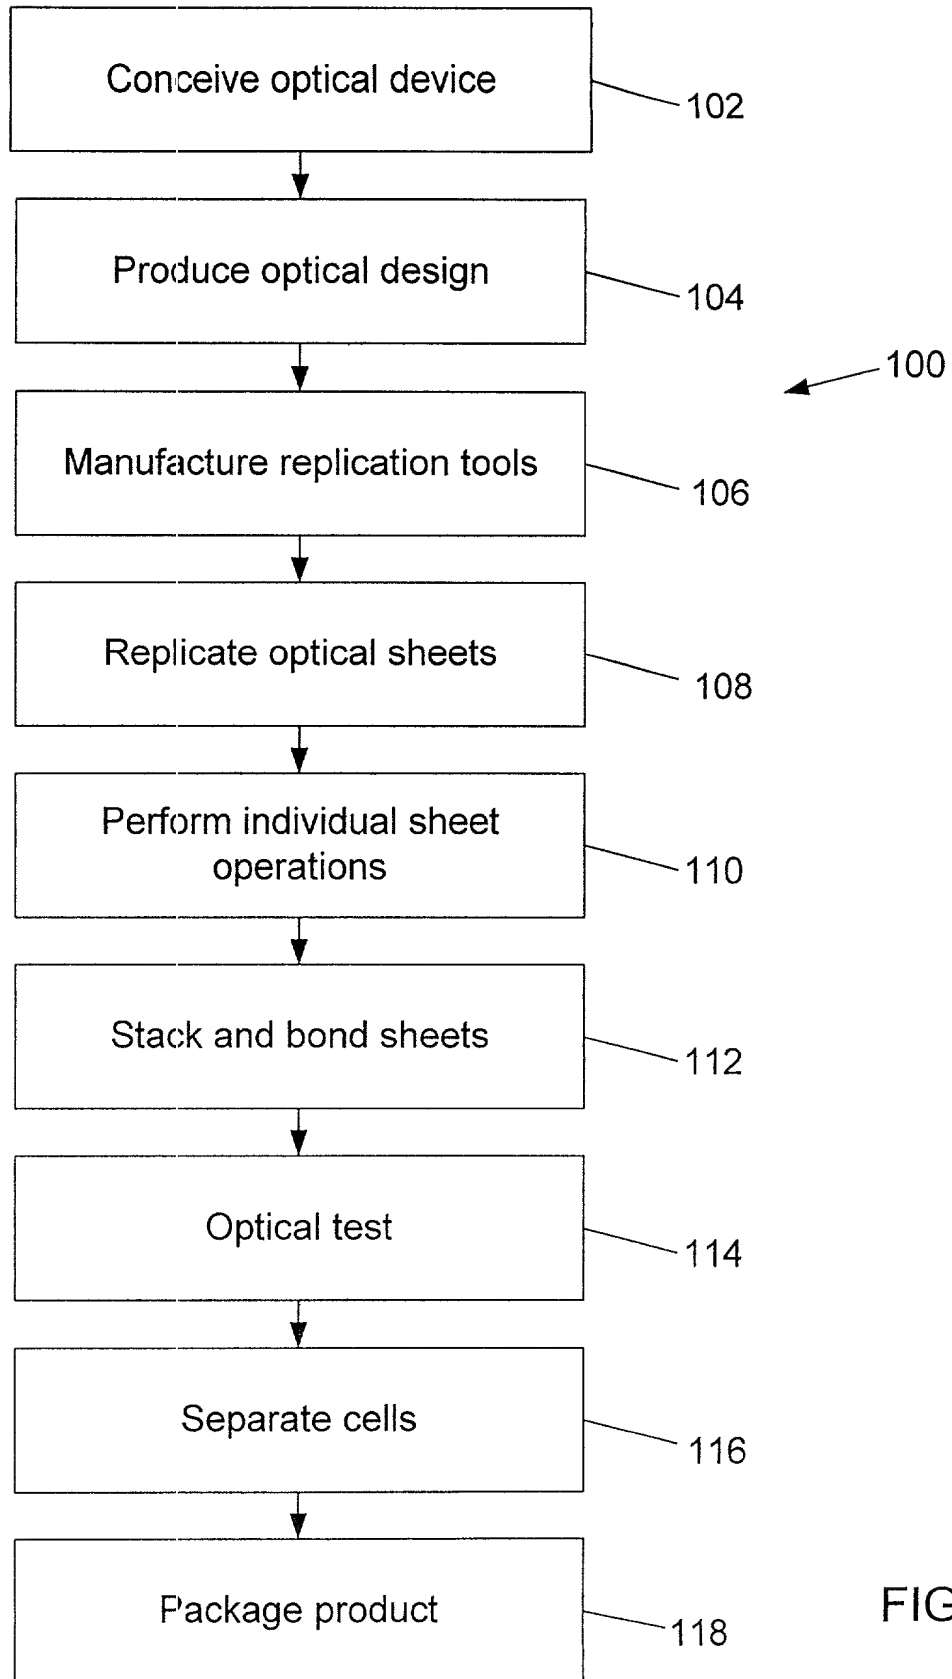 Conceive optical device
102
Produce optical design
104
100
Manufacture replication tools
106
Replicate optical sheets
108
Perform individual sheet
operations
110
Stack and bond sheets
112
Optical test
114
Separate cells
116
Package product
118
FIG